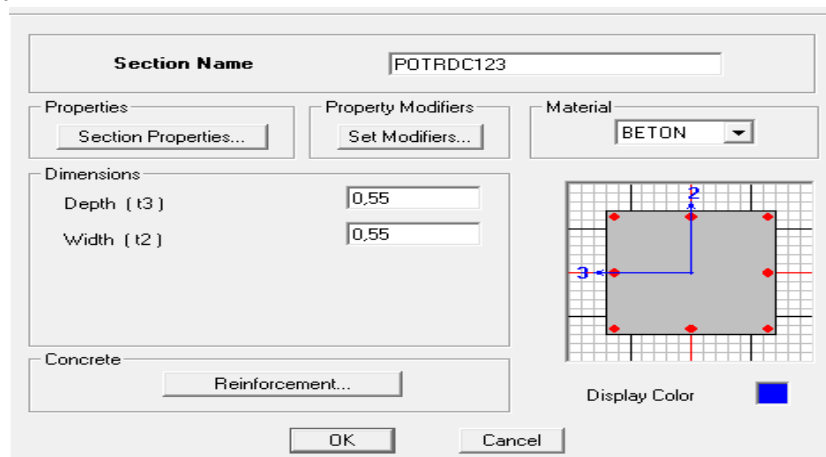 Section Name POTRDC123
Properties Property Modifiers Material
Section Properties... Set Modifiers... BETON
Dimensions
Depth ( t3 ) 0,55
Width ( t2 ) 0,55
2
3
Concrete
Reinforcement...
Display Color
OK Cancel